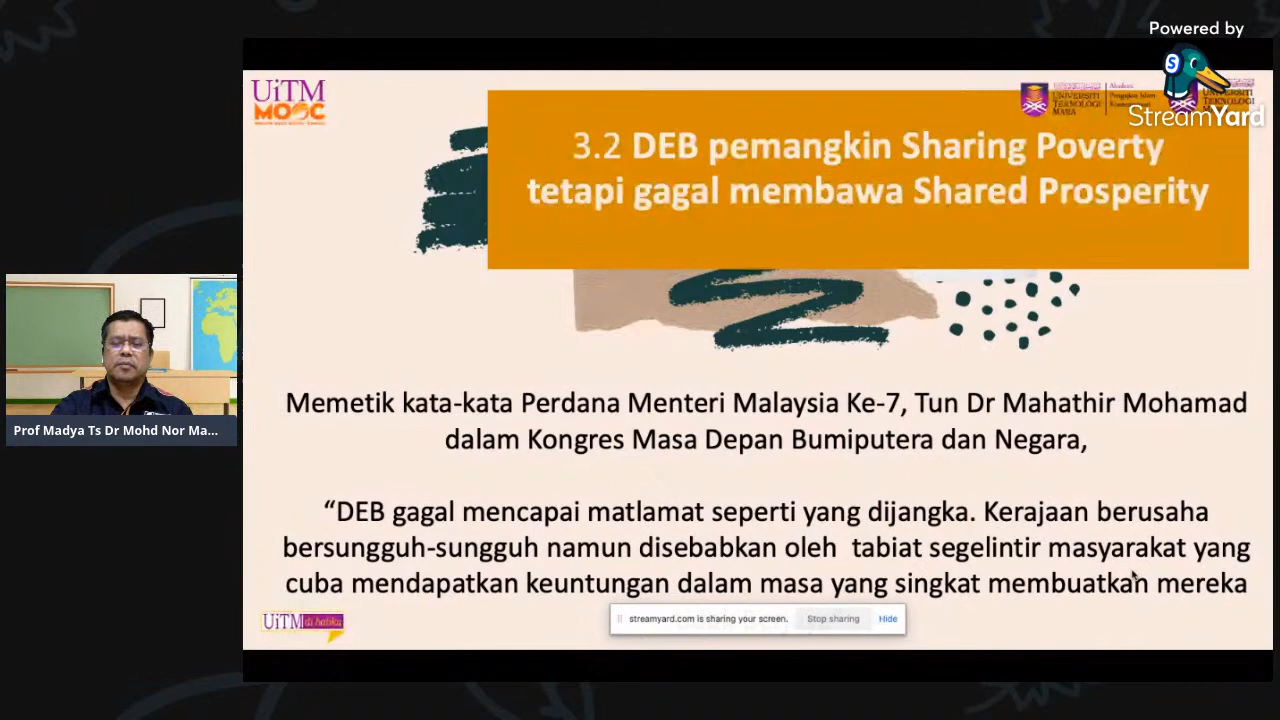 Powered by
StreamYard
UiTM
MOOC
UNIVERSITI
TEKNOLOGI
MARA
3.2 DEB pemangkin Sharing Poverty
tetapi gagal membawa Shared Prosperity
Memetik kata-kata Perdana Menteri Malaysia Ke-7, Tun Dr Mahathir Mohamad
dalam Kongres Masa Depan Bumiputera dan Negara,
“DEB gagal mencapai matlamat seperti yang dijangka. Kerajaan berusaha
bersungguh-sungguh namun disebabkan oleh tabiat segelintir masyarakat yang
cuba mendapatkan keuntungan dalam masa yang singkat membuatkan mereka
Prof Madya Ts Dr Mohd Nor Ma...
streamyard.com is sharing your screen.
Stop sharing
Hide
UiTM di hatiku